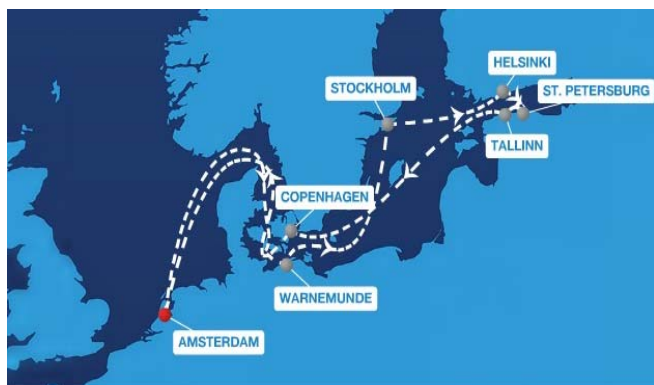 HELSINKI
STOCKHOLM
ST. PETERSBURG
TALLINN
COPENHAGEN
WARNEMUNDE
AMSTERDAM